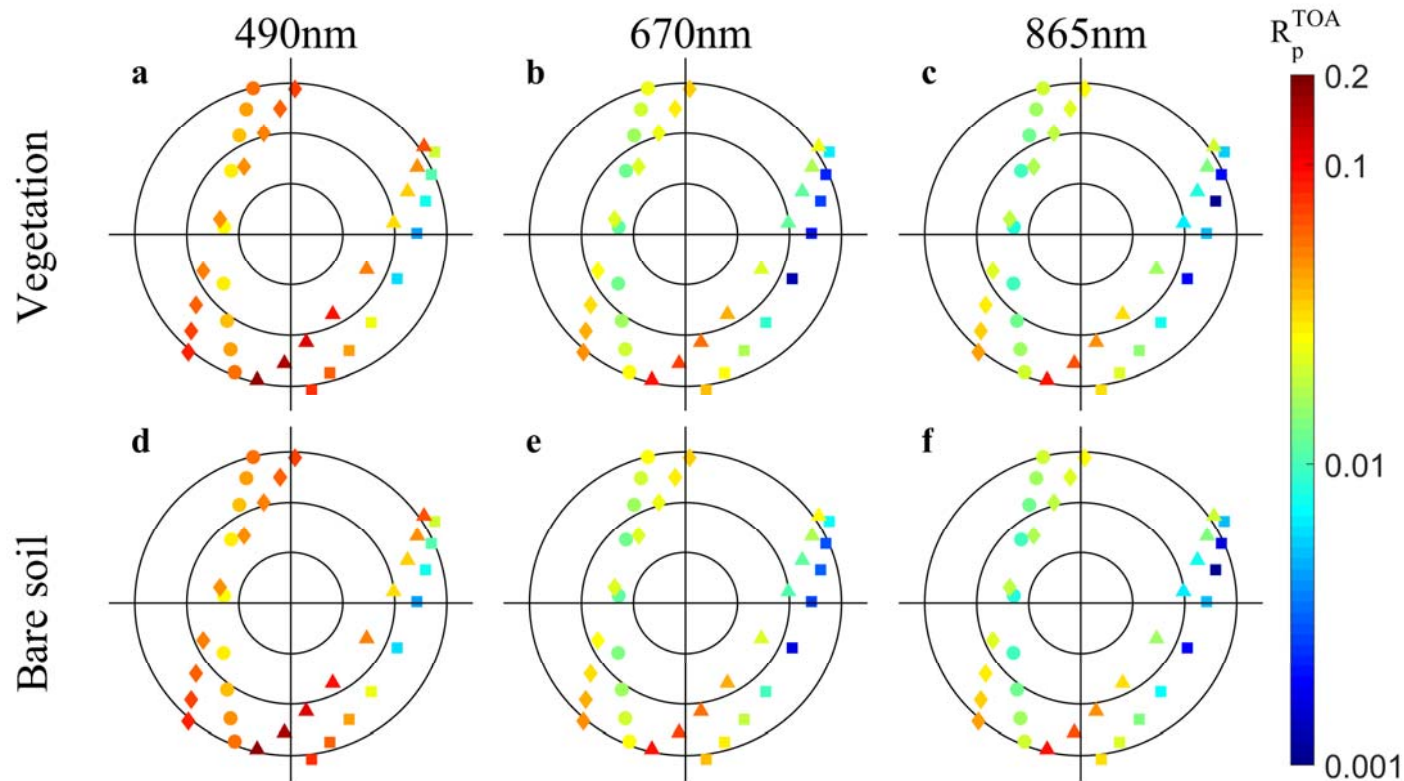 490nm 670nm 865nm
R_p^TOA
a b c
0.2
0.1
Vegetation
0.01
d e f
Bare soil
0.001